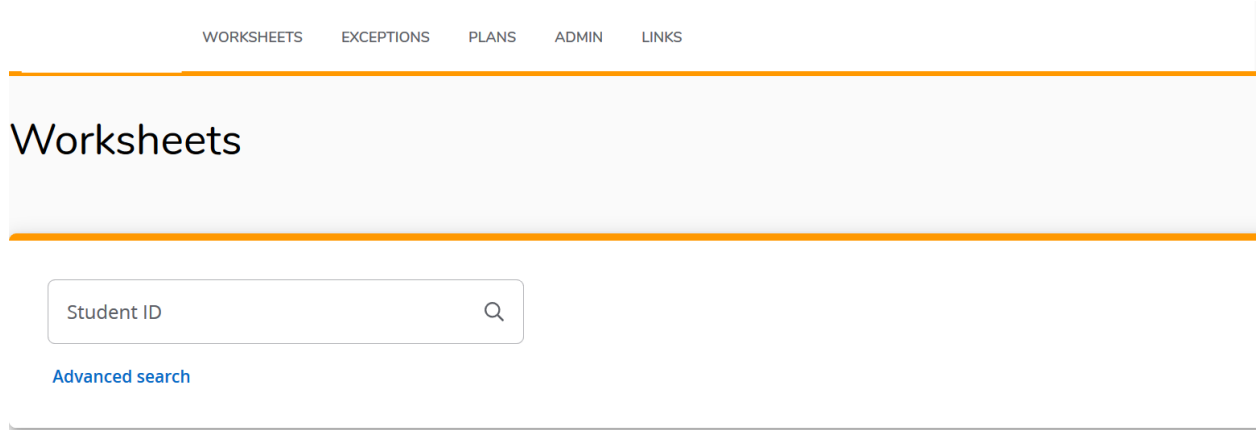 WORKSHEETS EXCEPTIONS PLANS ADMIN LINKS
Worksheets
Student ID
Advanced search